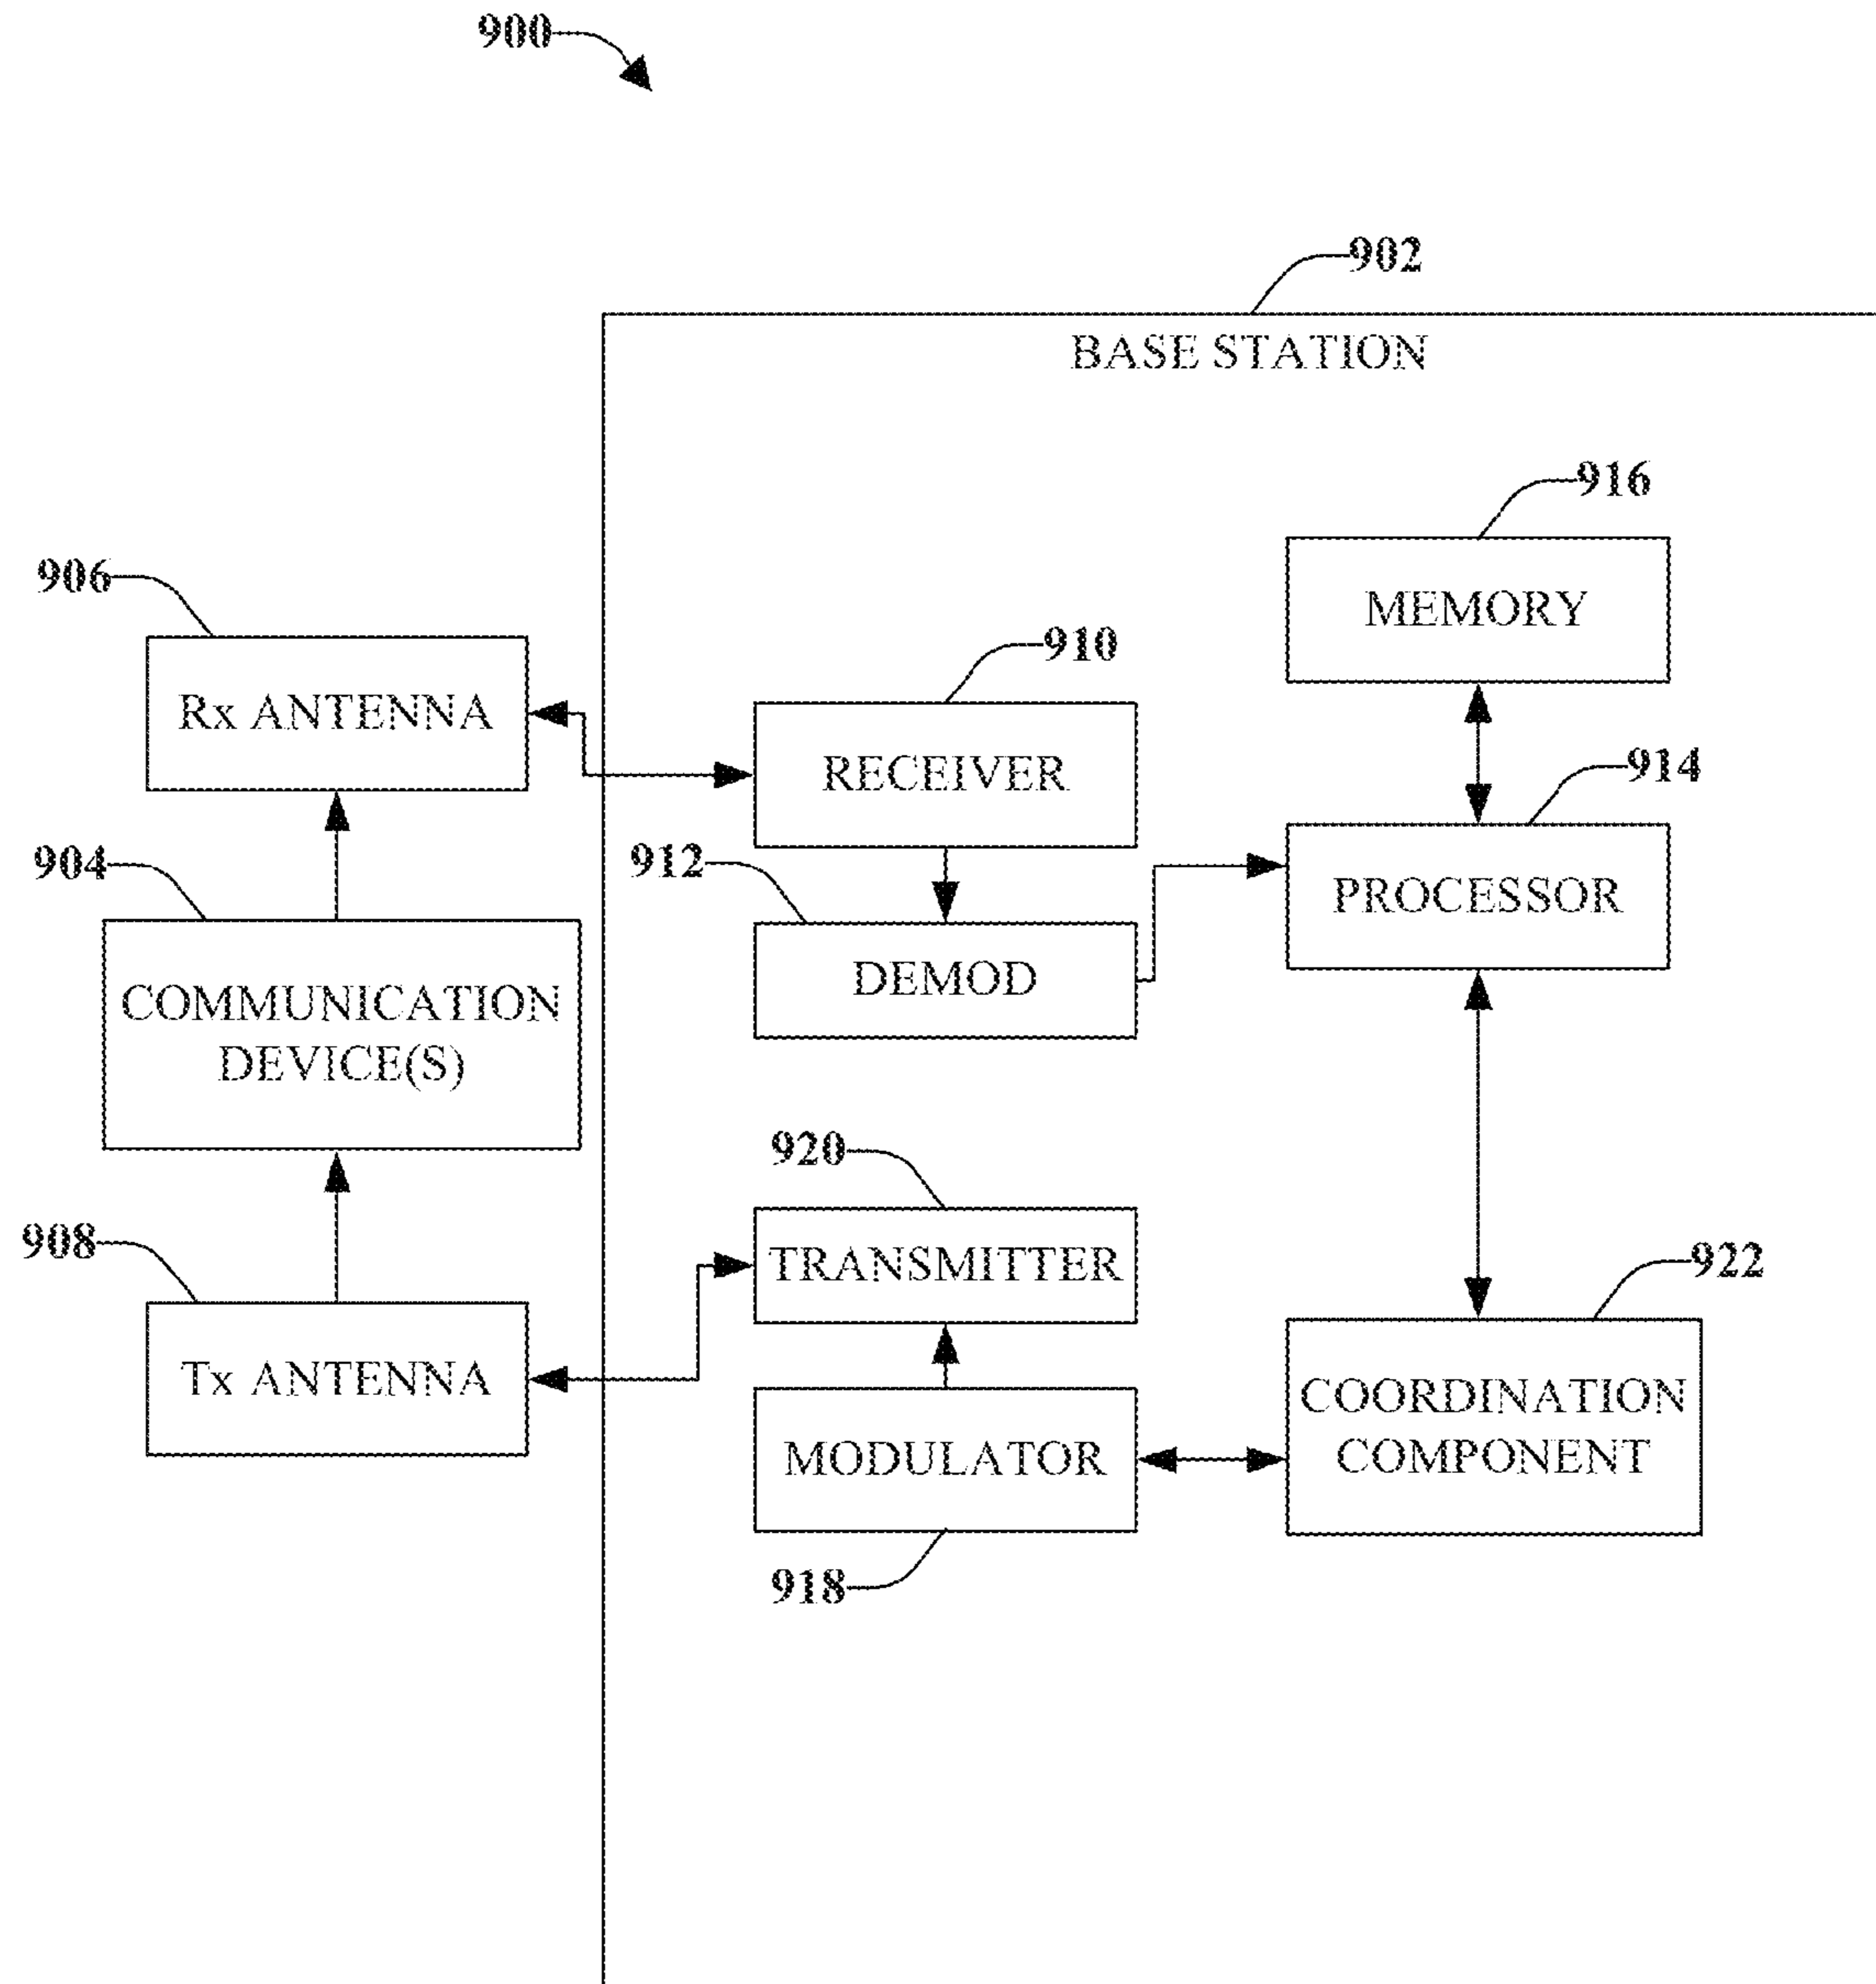 900
902
BASE STATION
916
MEMORY
906
Rx ANTENNA
910
RECEIVER
914
PROCESSOR
904
COMMUNICATION
DEVICE(S)
912
DEMOD
920
TRANSMITTER
908
Tx ANTENNA
922
COORDINATION
COMPONENT
MODULATOR
918